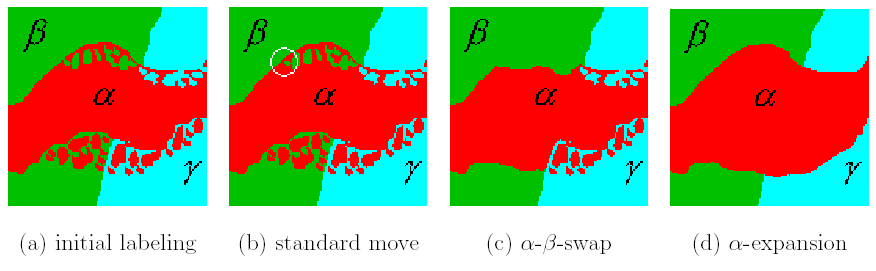 β β β β
α α α α
γ γ γ γ
(a) initial labeling (b) standard move (c) α-β-swap (d) α-expansion